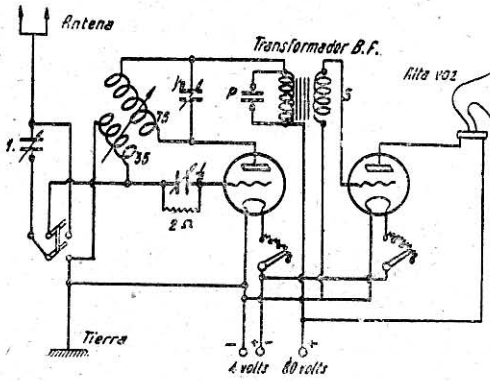 Antena
Transformador B.F.
Alta voz
P
S
75
35
1.
2 Ω
Tierra
- + - +
4 volts 80 volts